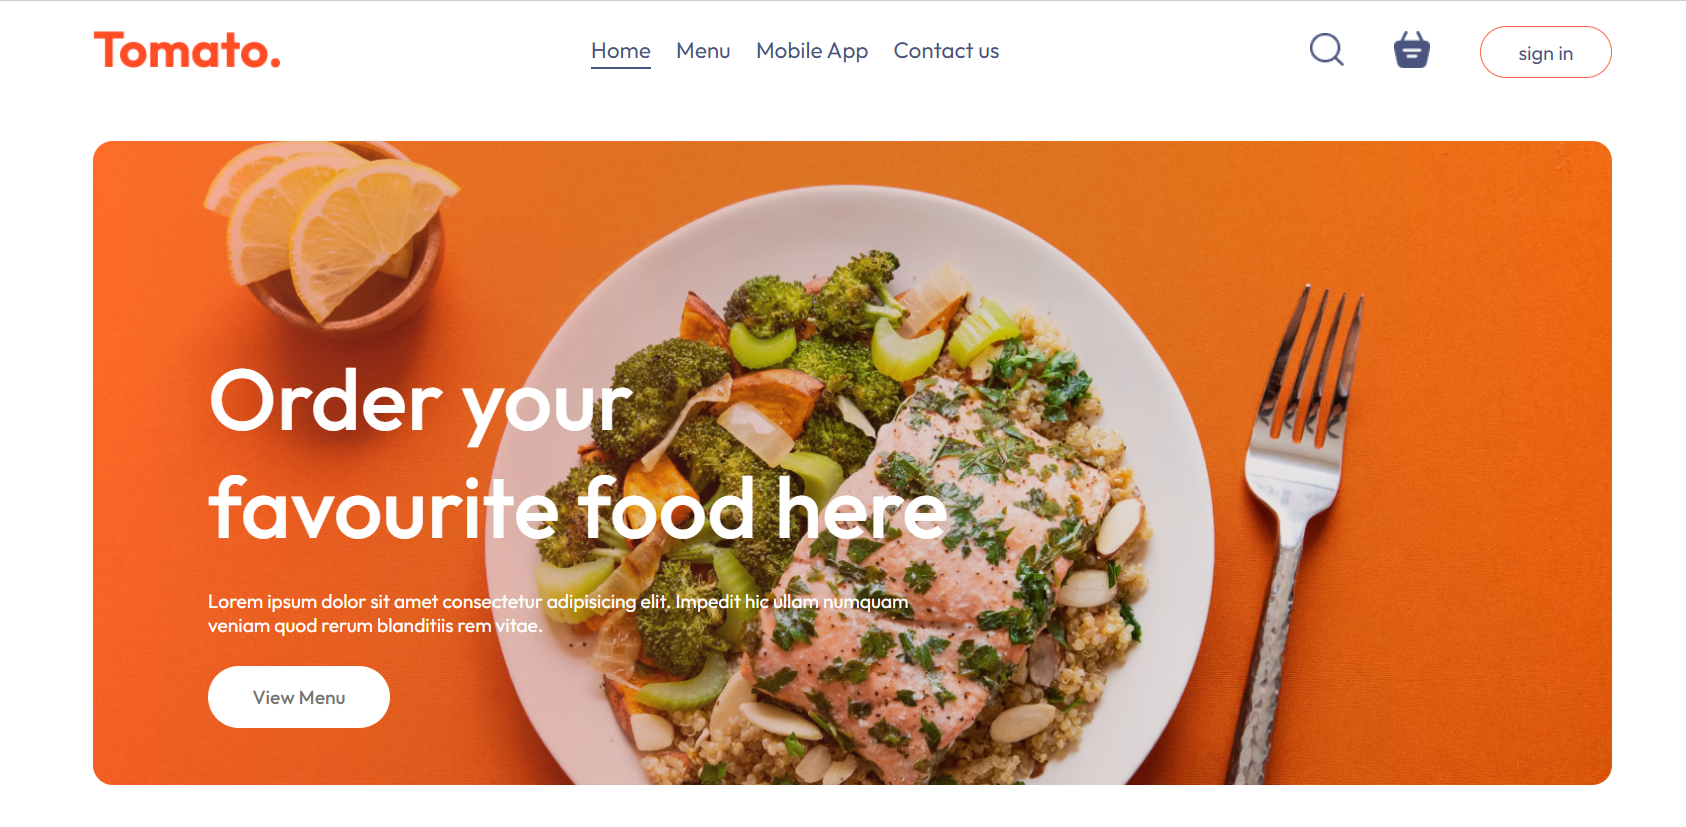 Tomato.
Home Menu Mobile App Contact us
sign in
Order your
favourite food here
Lorem ipsum dolor sit amet consectetur adipisicing elit. Impedit hic ullam numquam
veniam quod rerum blanditiis rem vitae.
View Menu